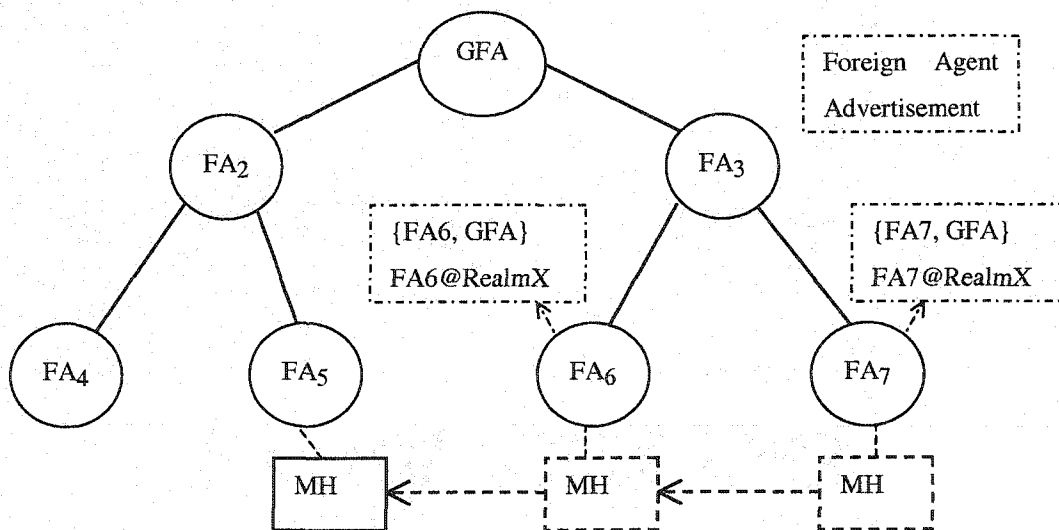 GFA
Foreign Agent
Advertisement
FA2
FA3
{FA6, GFA}
FA6@RealmX
{FA7, GFA}
FA7@RealmX
FA4
FA5
FA6
FA7
MH
MH
MH